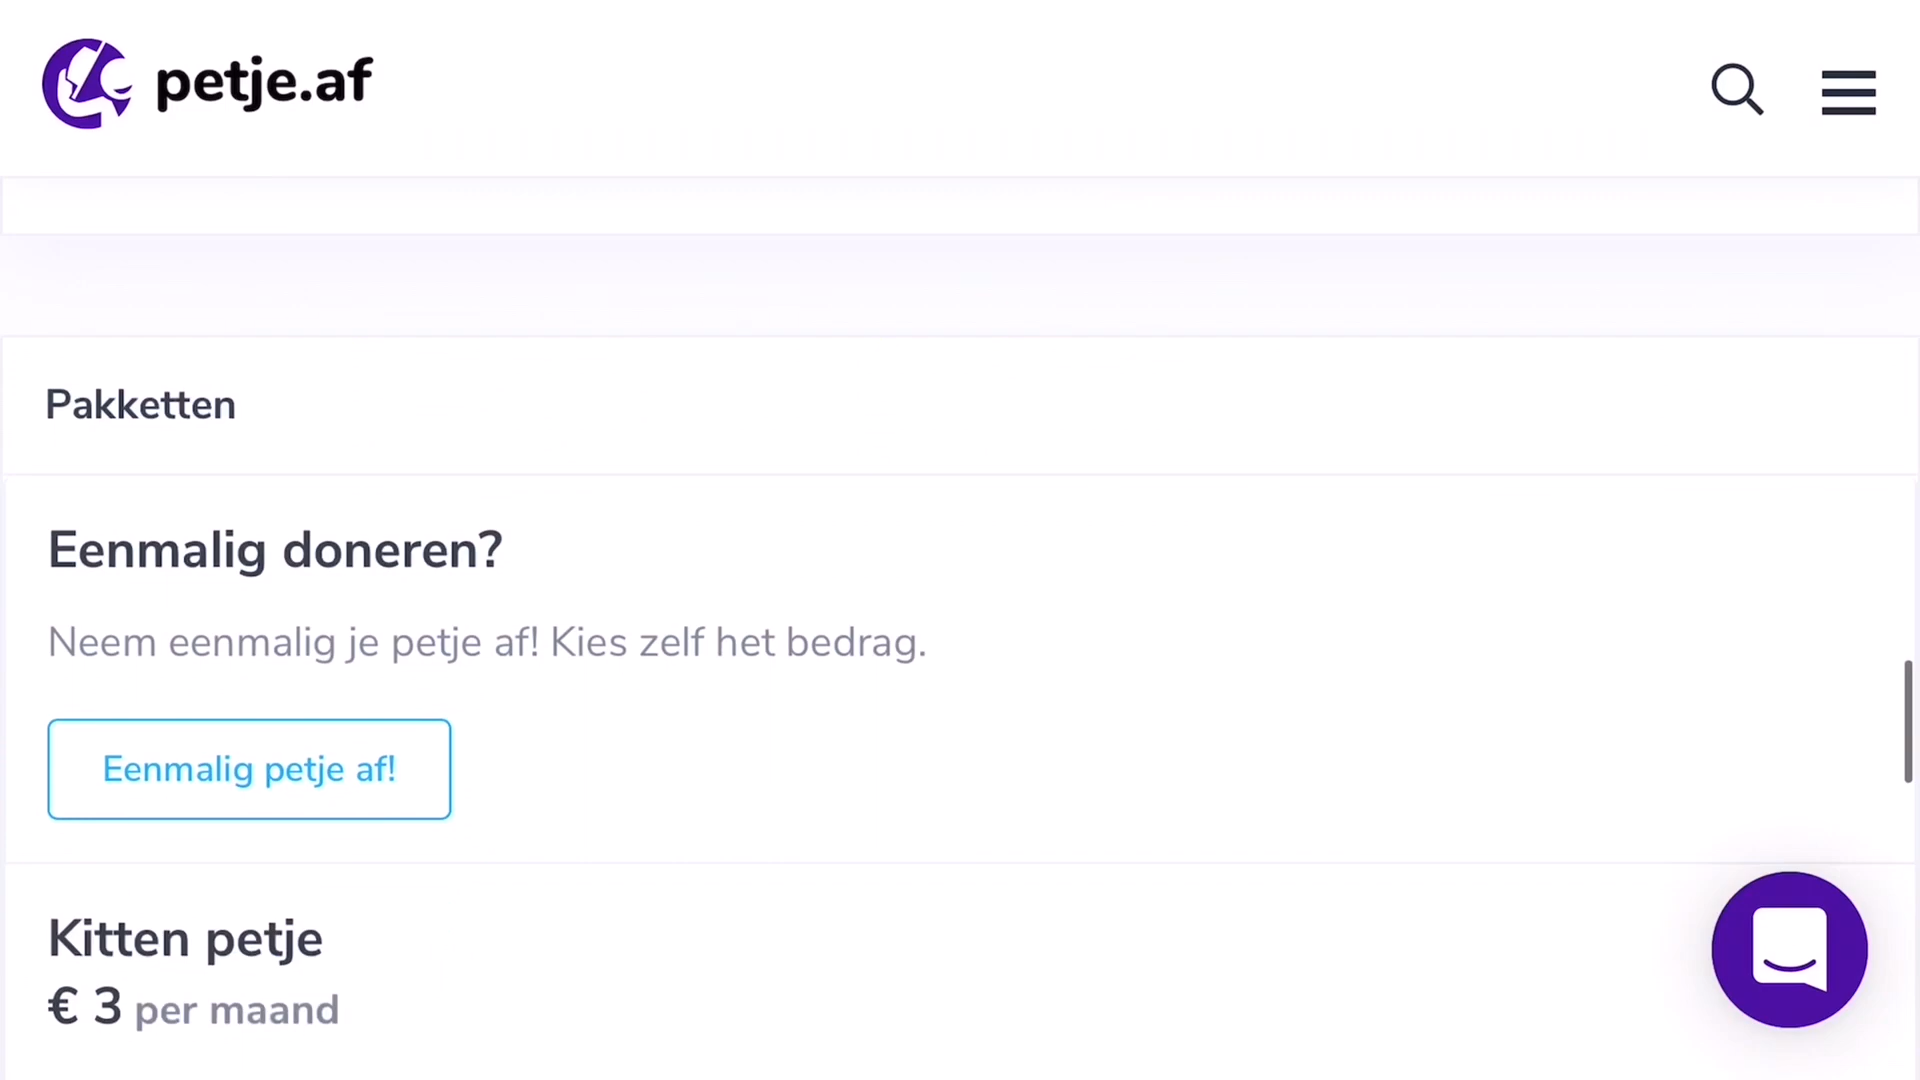 petje.af
Pakketten
Eenmalig doneren?
Neem eenmalig je petje af! Kies zelf het bedrag.
Eenmalig petje af!
Kitten petje
€ 3 per maand